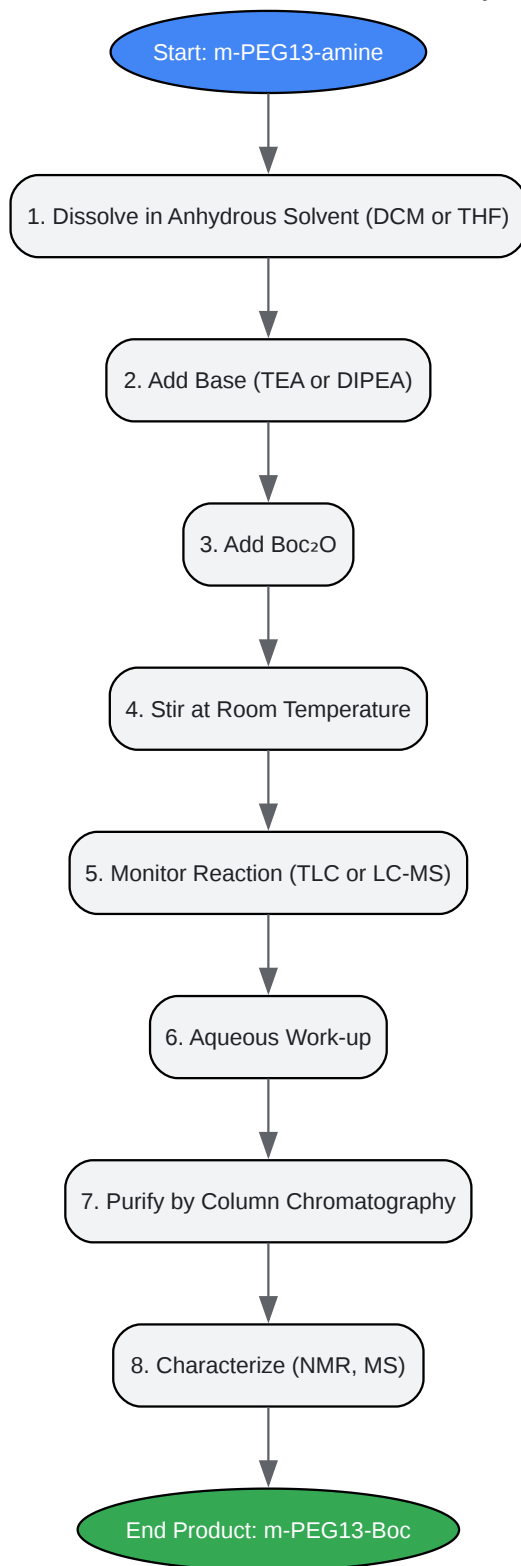 Start: m-PEG13-amine
1. Dissolve in Anhydrous Solvent (DCM or THF)
2. Add Base (TEA or DIPEA)
3. Add Boc₂O
4. Stir at Room Temperature
5. Monitor Reaction (TLC or LC-MS)
6. Aqueous Work-up
7. Purify by Column Chromatography
8. Characterize (NMR, MS)
End Product: m-PEG13-Boc